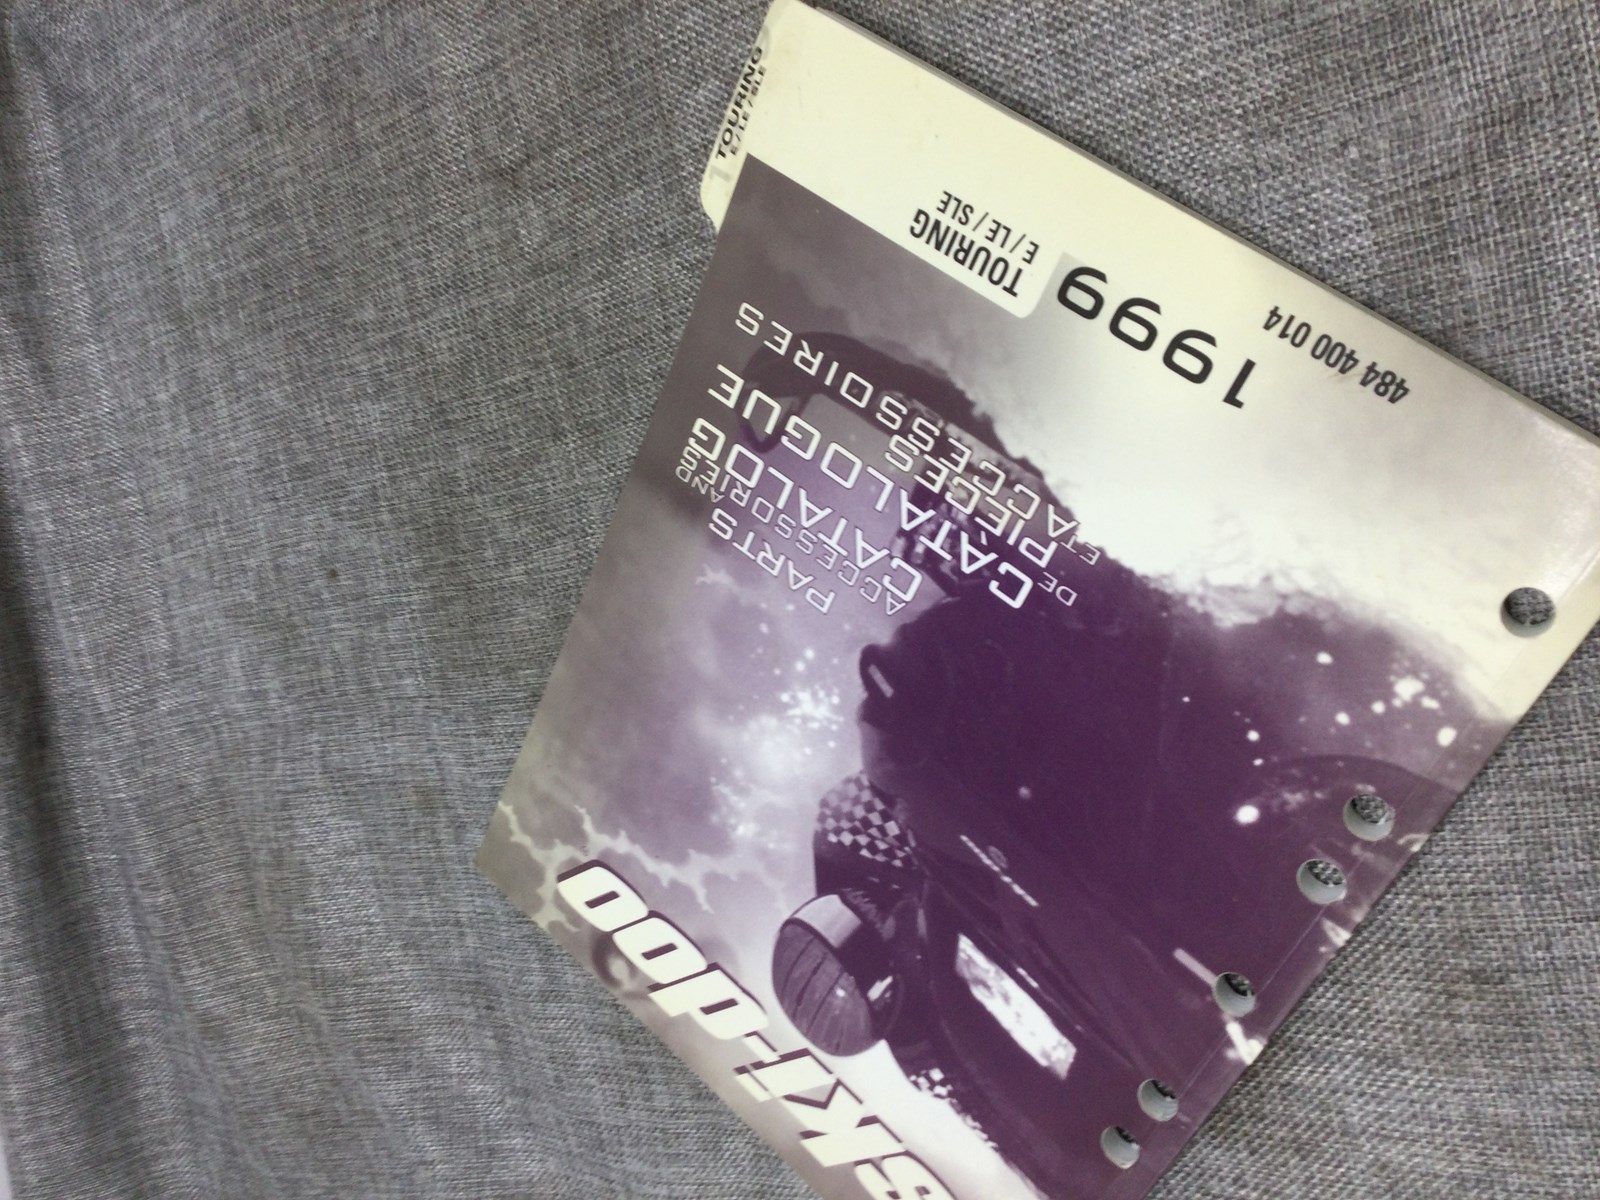 ski-doo
PARTS
AND
ACCESSORIES
CATALOG
CATALOGUE
DE
PIÈCES
ET
ACCESSOIRES
1999
TOURING
E / LE / SLE
484 400 014
TOURING
E / LE / SLE